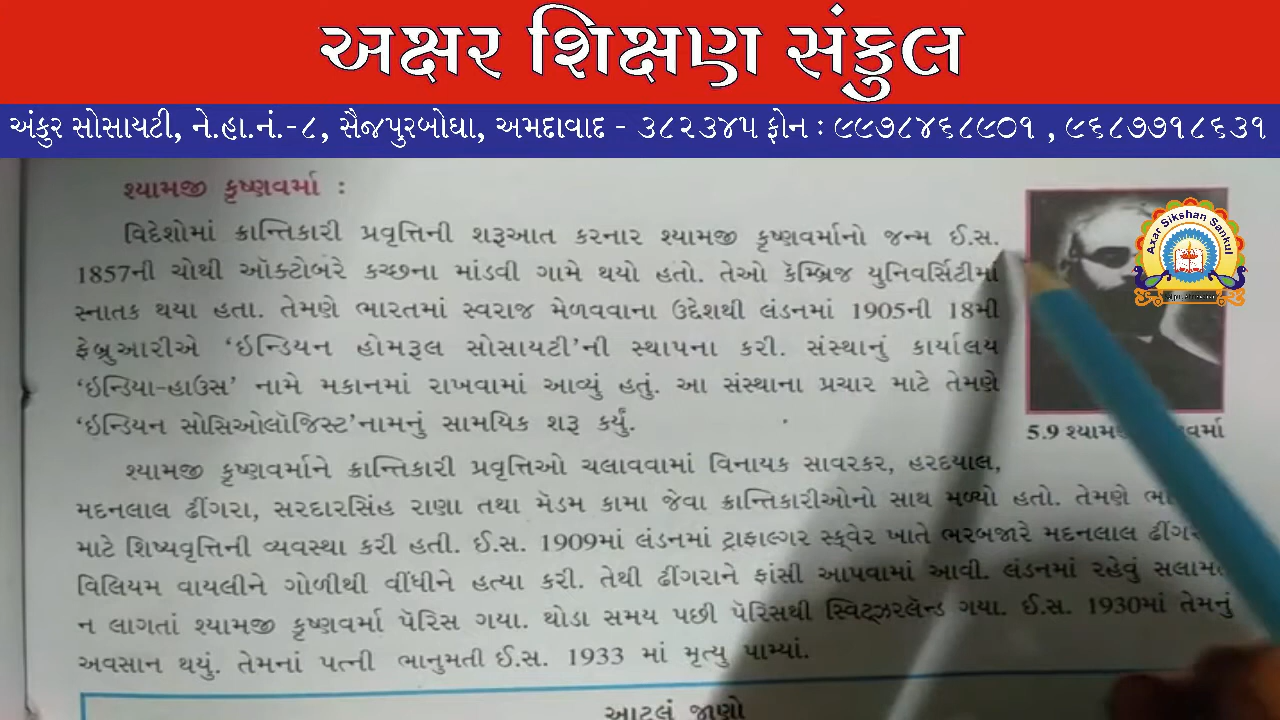 અક્ષર શિક્ષણ સંકુલ
અંકુર સોસાયટી, ને.હા.નં.-૮, સૈજપુરબોઘા, અમદાવાદ - ૩૮૨૩૪૫ ફોન : ૯૯૭૮૪૬૮૯૦૧ , ૯૬૮૭૭૧૮૬૩૧
શ્યામજી કૃષ્ણવર્મા :
વિદેશોમાં ક્રાન્તિકારી પ્રવૃત્તિની શરૂઆત કરનાર શ્યામજી કૃષ્ણવર્માનો જન્મ ઈ.સ.
1857ની ચોથી ઑક્ટોબરે કચ્છના માંડવી ગામે થયો હતો. તેઓ કૅમ્બ્રિજ યુનિવર્સિટીમાં
સ્નાતક થયા હતા. તેમણે ભારતમાં સ્વરાજ મેળવવાના ઉદેશથી લંડનમાં 1905ની 18મી
ફેબ્રુઆરીએ ‘ઇન્ડિયન હોમરૂલ સોસાયટી’ની સ્થાપના કરી. સંસ્થાનું કાર્યાલય
‘ઇન્ડિયા-હાઉસ’ નામે મકાનમાં રાખવામાં આવ્યું હતું. આ સંસ્થાના પ્રચાર માટે તેમણે
‘ઇન્ડિયન સોસિઓલૉજિસ્ટ’નામનું સામયિક શરૂ કર્યું.
Axar Sikshan Sankul
5.9
શ્યામજી કૃષ્ણવર્માને ક્રાન્તિકારી પ્રવૃત્તિઓ ચલાવવામાં વિનાયક સાવરકર, હરદયાલ,
મદનલાલ ઢીંગરા, સરદારસિંહ રાણા તથા મૅડમ કામા જેવા ક્રાન્તિકારીઓનો સાથ મળ્યો હતો. તેમણે
માટે શિષ્યવૃત્તિની વ્યવસ્થા કરી હતી. ઈ.સ. 1909માં લંડનમાં ટ્રાફાલ્ગર સ્ક્વેર ખાતે ભરબજારે મદનલાલ
વિલિયમ વાયલીને ગોળીથી વીંધીને હત્યા કરી. તેથી ઢીંગરાને ફાંસી આપવામાં આવી. લંડનમાં રહેવું
ન લાગતાં શ્યામજી કૃષ્ણવર્મા પૅરિસ ગયા. થોડા સમય પછી પૅરિસથી સ્વિટ્ઝરલૅન્ડ ગયા. ઈ.સ. 1930માં તેમનું
અવસાન થયું. તેમનાં પત્ની ભાનુમતી ઈ.સ. 1933 માં મૃત્યુ પામ્યાં.
આટલું જાણો